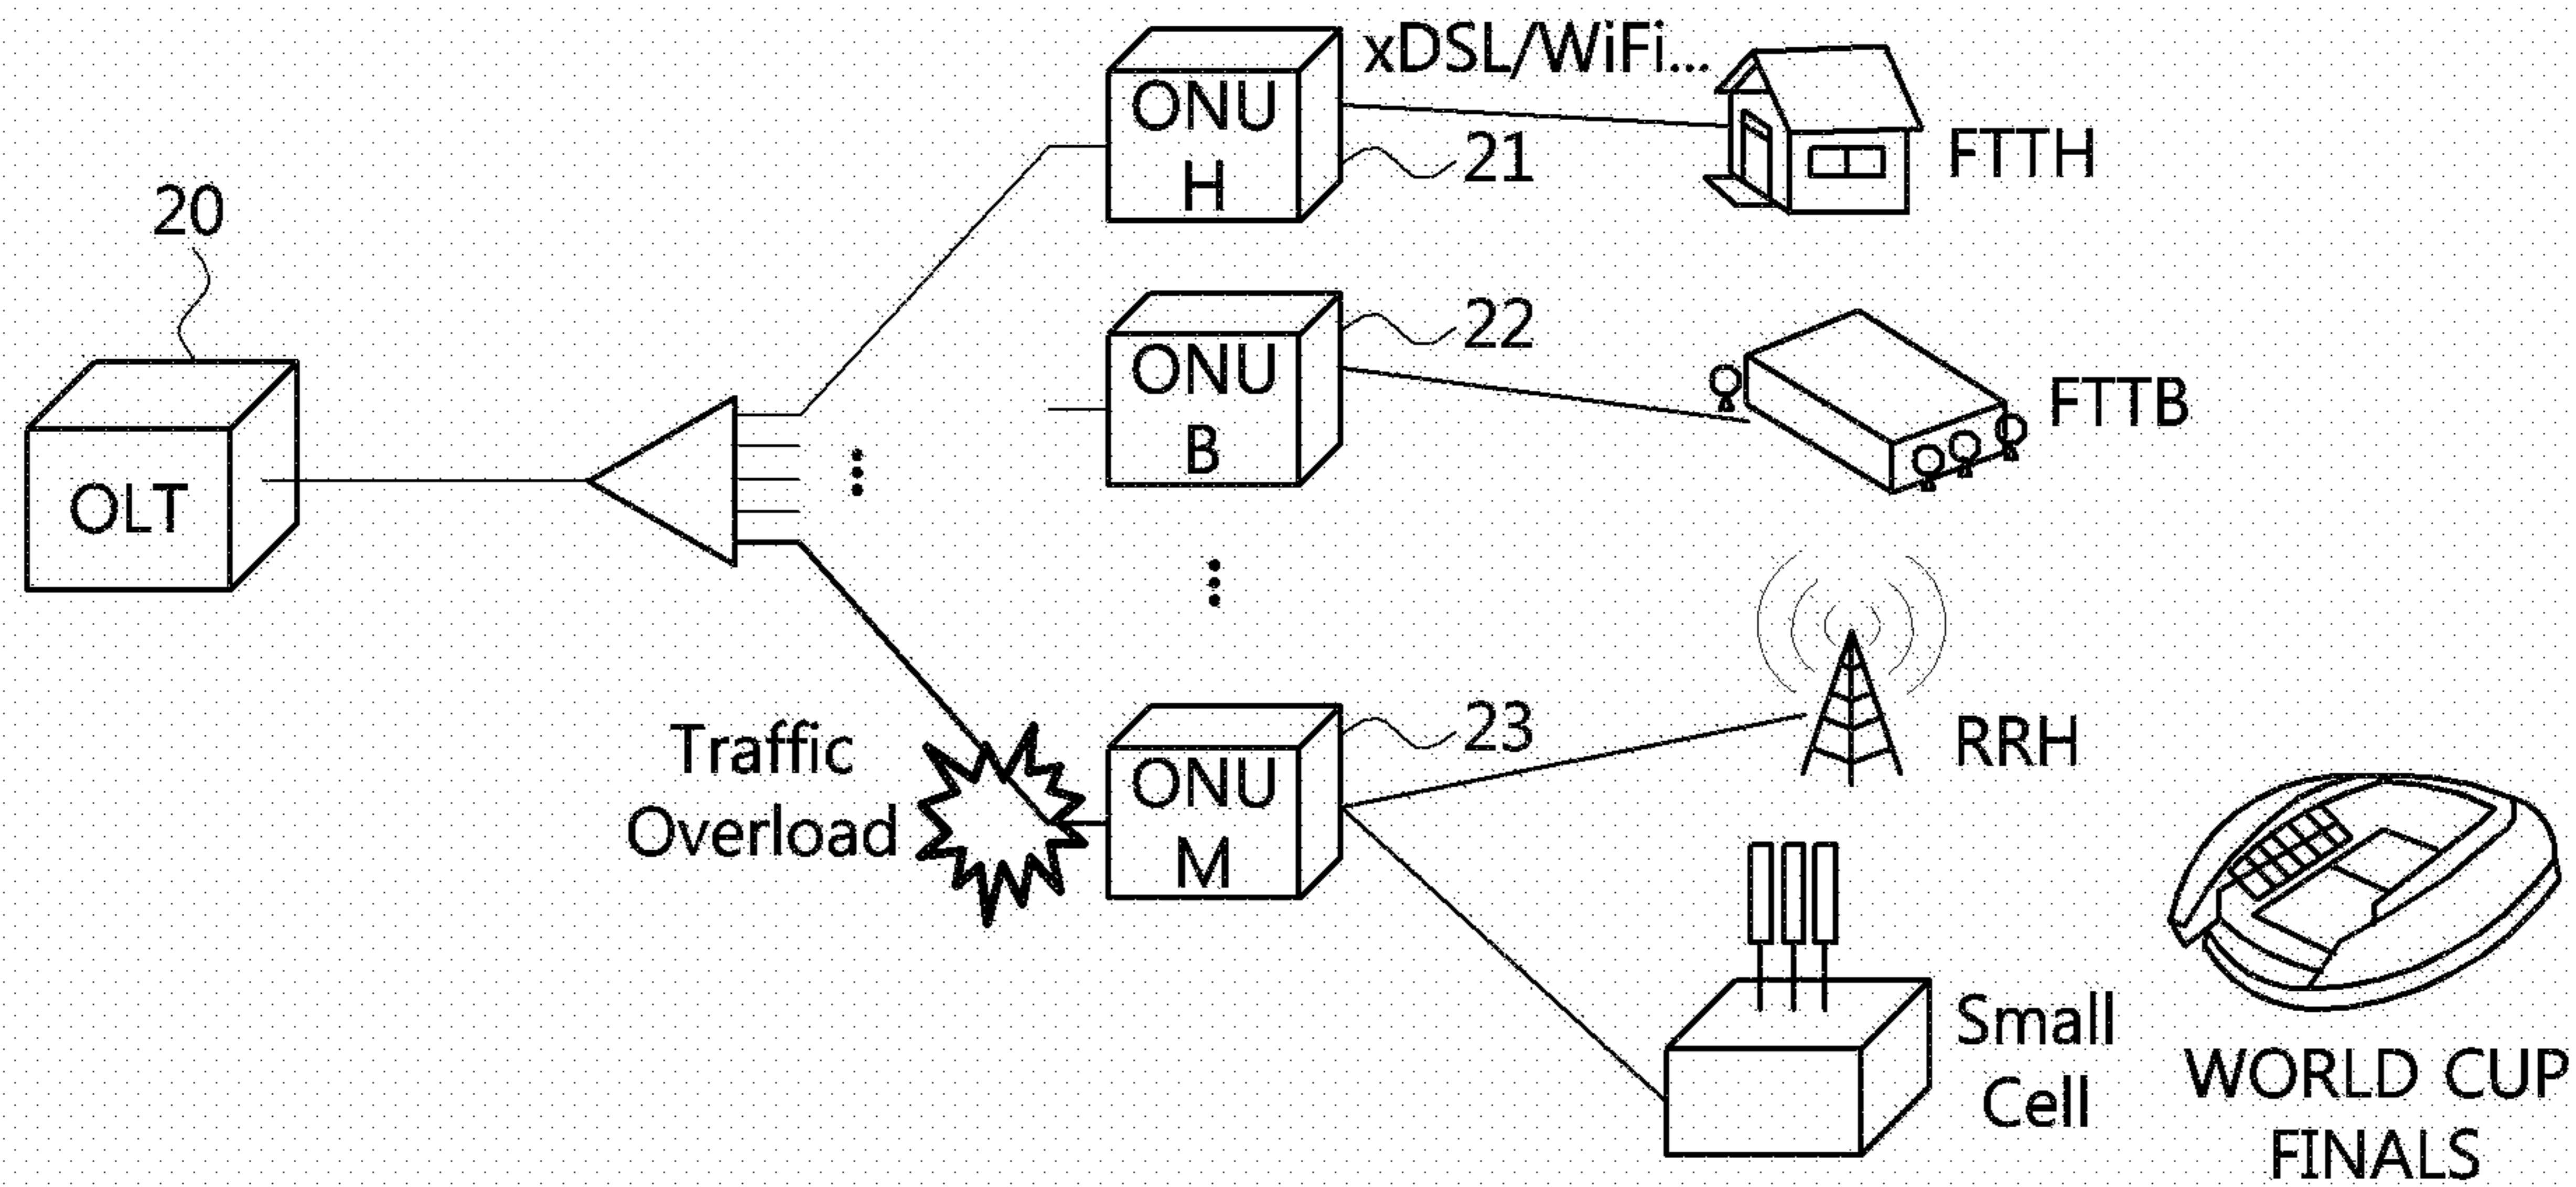 xDSL/WiFi...
ONU
H
21
FTTH
20
22
ONU
B
FTTB
OLT
23
Traffic
Overload
ONU
M
RRH
Small
Cell
WORLD CUP
FINALS